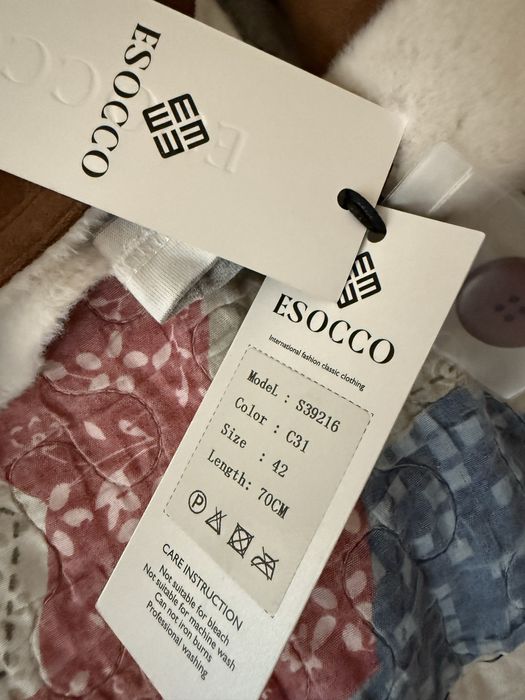 ESOCCO
ESOCCO
International fashion classic clothing
Model : S39216
Color : C31
Size : 42
Length: 70CM
P
CARE INSTRUCTION
Not suitable for bleach
Not suitable for machine wash
Can not iron burns
Professional washing